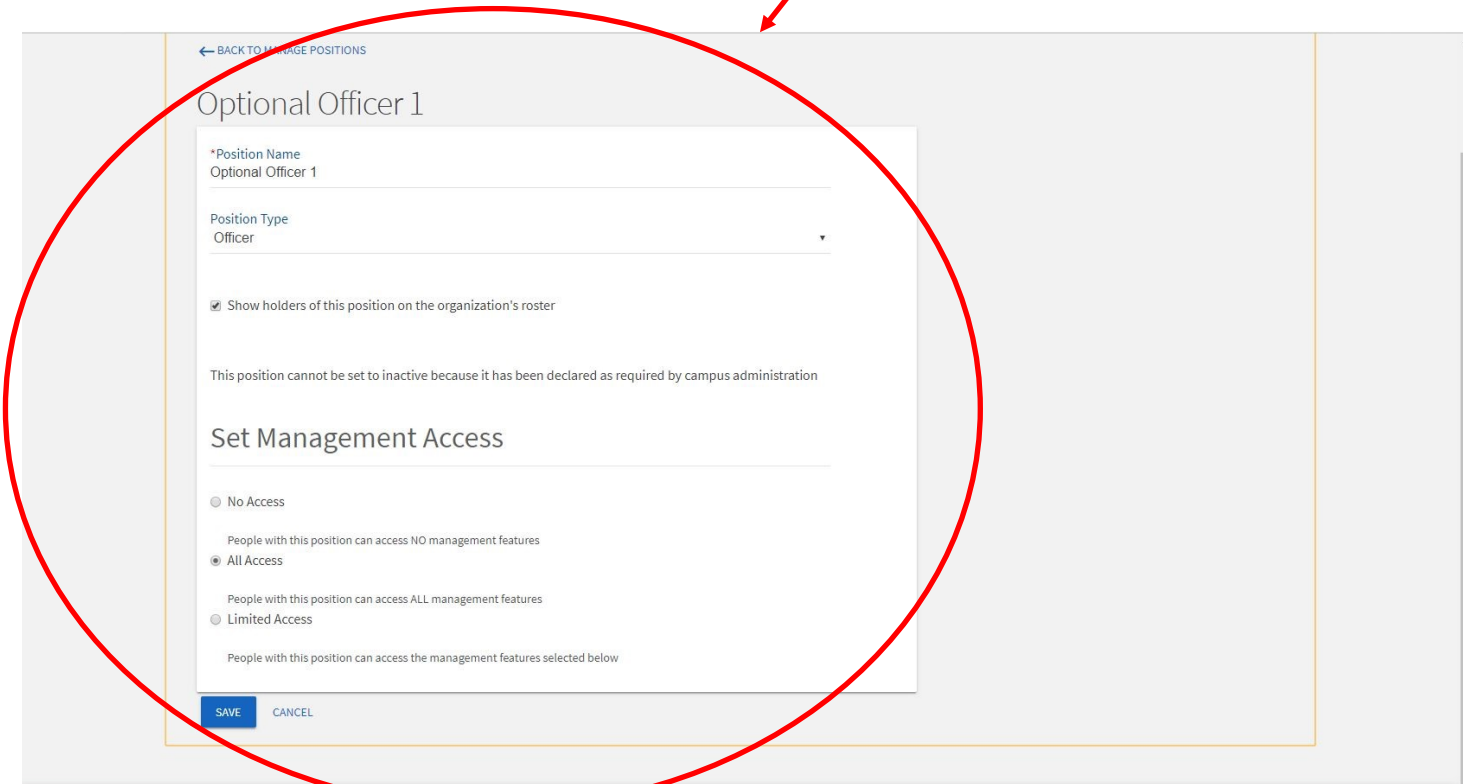 ← BACK TO MANAGE POSITIONS
Optional Officer 1
*Position Name
Optional Officer 1
Position Type
Officer
Show holders of this position on the organization's roster
This position cannot be set to inactive because it has been declared as required by campus administration
Set Management Access
No Access
People with this position can access NO management features
All Access
People with this position can access ALL management features
Limited Access
People with this position can access the management features selected below
SAVE CANCEL